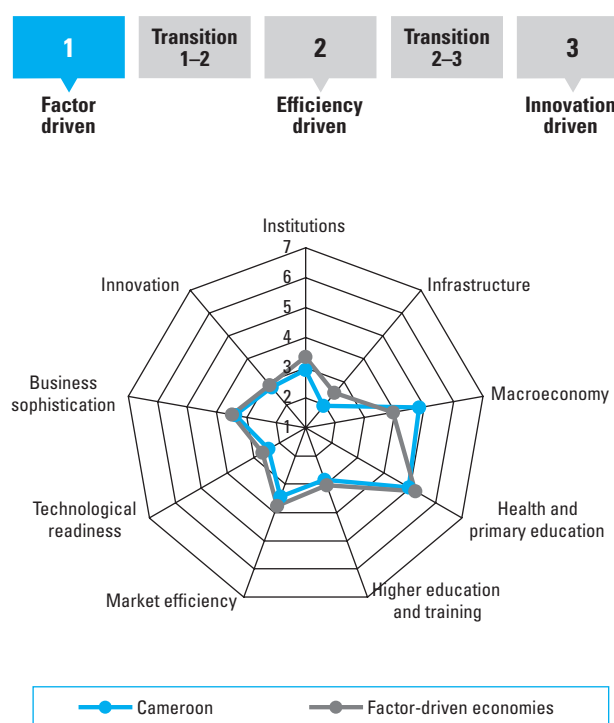 1
Transition
1–2
2
Transition
2–3
3
Factor
driven
Efficiency
driven
Innovation
driven
Institutions
7
6
5
4
3
2
1
Innovation
Infrastructure
Business
sophistication
Macroeconomy
Technological
readiness
Health and
primary education
Market efficiency
Higher education
and training
Cameroon
Factor-driven economies